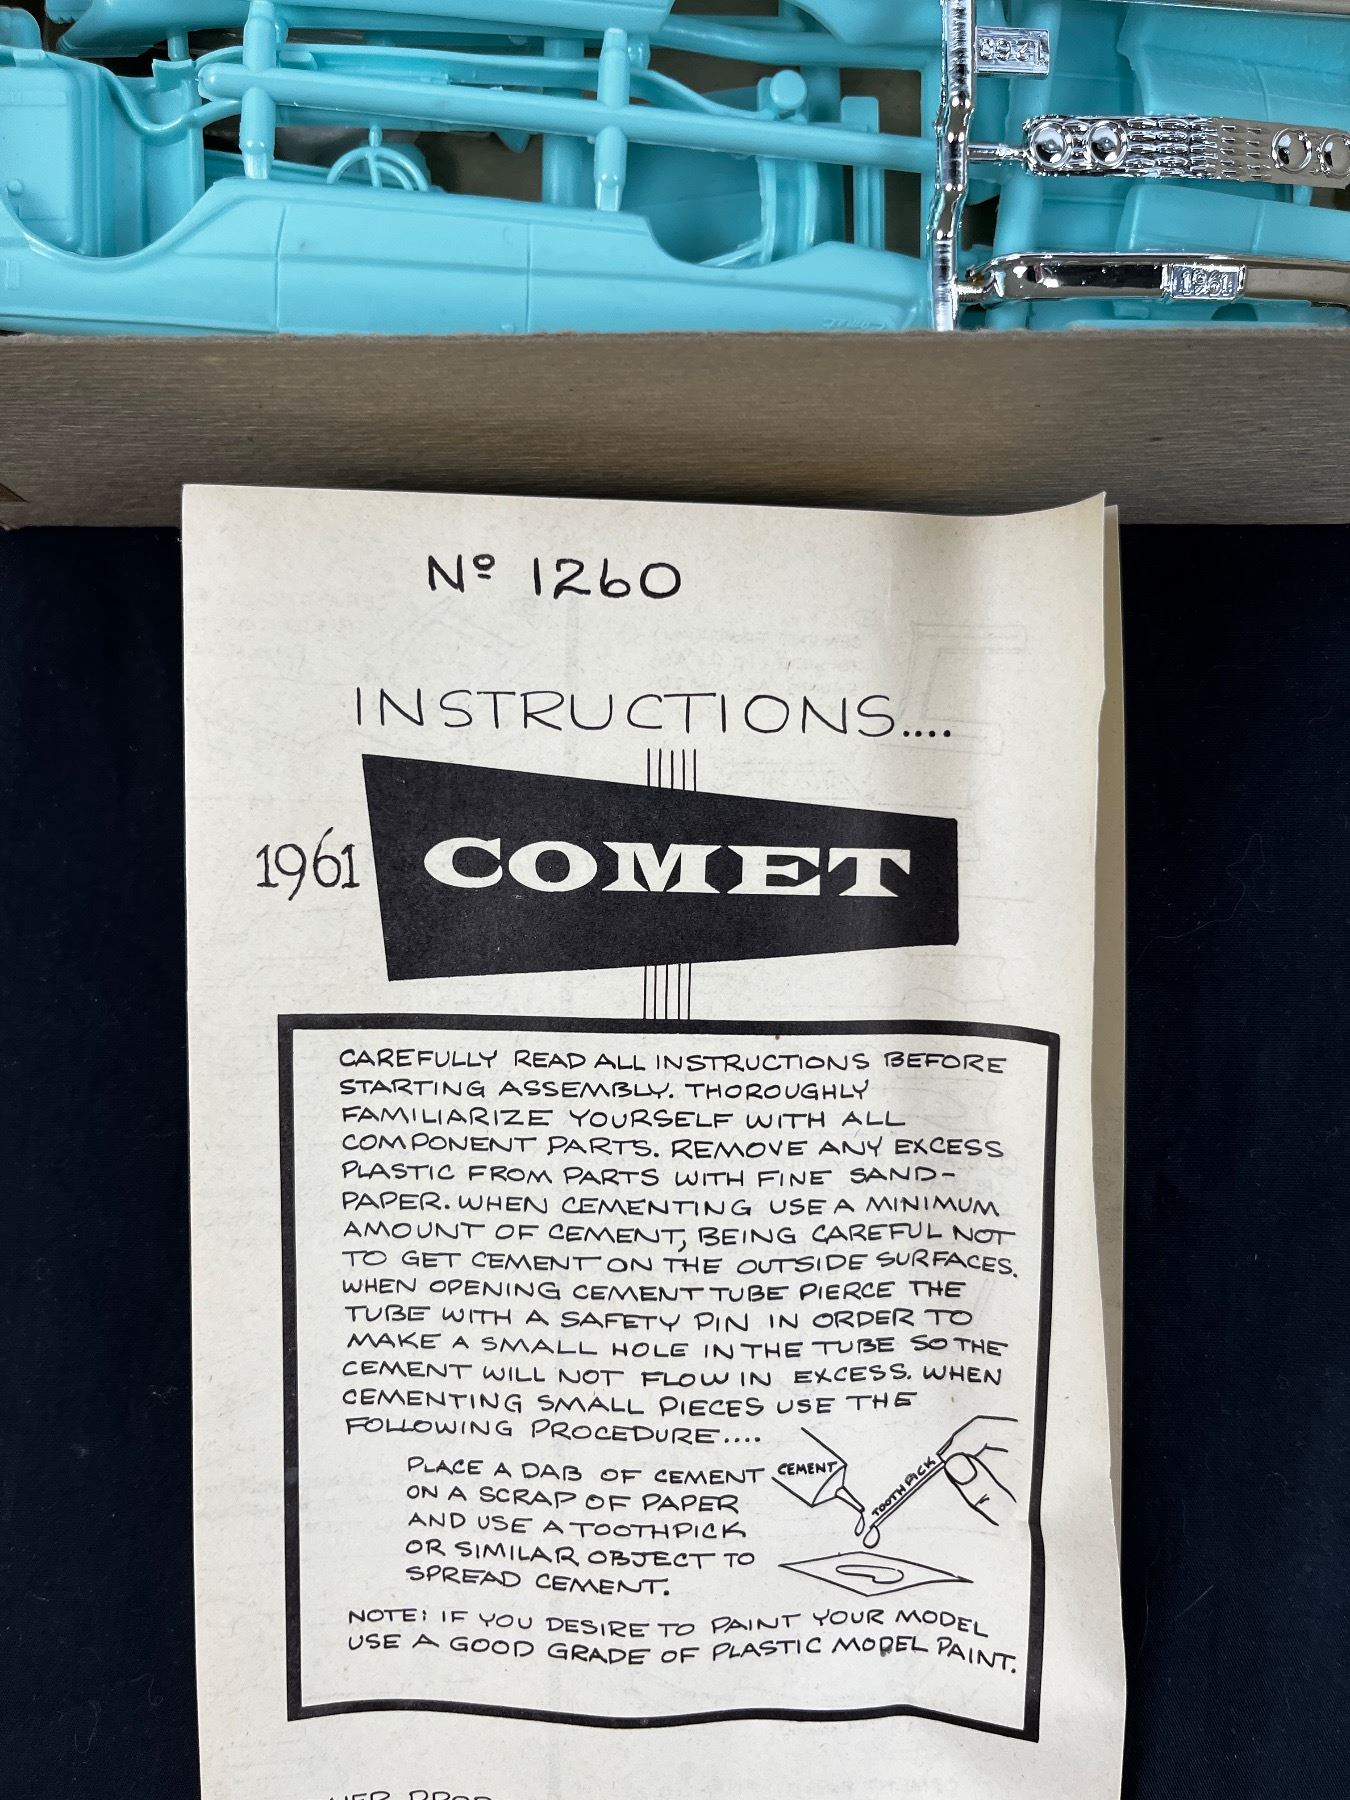 1961
1961
Comet
Nº 1260
INSTRUCTIONS....
1961 COMET
CAREFULLY READ ALL INSTRUCTIONS BEFORE
STARTING ASSEMBLY. THOROUGHLY
FAMILIARIZE YOURSELF WITH ALL
COMPONENT PARTS. REMOVE ANY EXCESS
PLASTIC FROM PARTS WITH FINE SAND-
PAPER. WHEN CEMENTING USE A MINIMUM
AMOUNT OF CEMENT, BEING CAREFUL NOT
TO GET CEMENT ON THE OUTSIDE SURFACES.
WHEN OPENING CEMENT TUBE PIERCE THE
TUBE WITH A SAFETY PIN IN ORDER TO
MAKE A SMALL HOLE IN THE TUBE SO THE
CEMENT WILL NOT FLOW IN EXCESS. WHEN
CEMENTING SMALL PIECES USE THE
FOLLOWING PROCEDURE....
PLACE A DAB OF CEMENT
ON A SCRAP OF PAPER
AND USE A TOOTHPICK
OR SIMILAR OBJECT TO
SPREAD CEMENT.
CEMENT
TOOTHPICK
NOTE: IF YOU DESIRE TO PAINT YOUR MODEL
USE A GOOD GRADE OF PLASTIC MODEL PAINT.